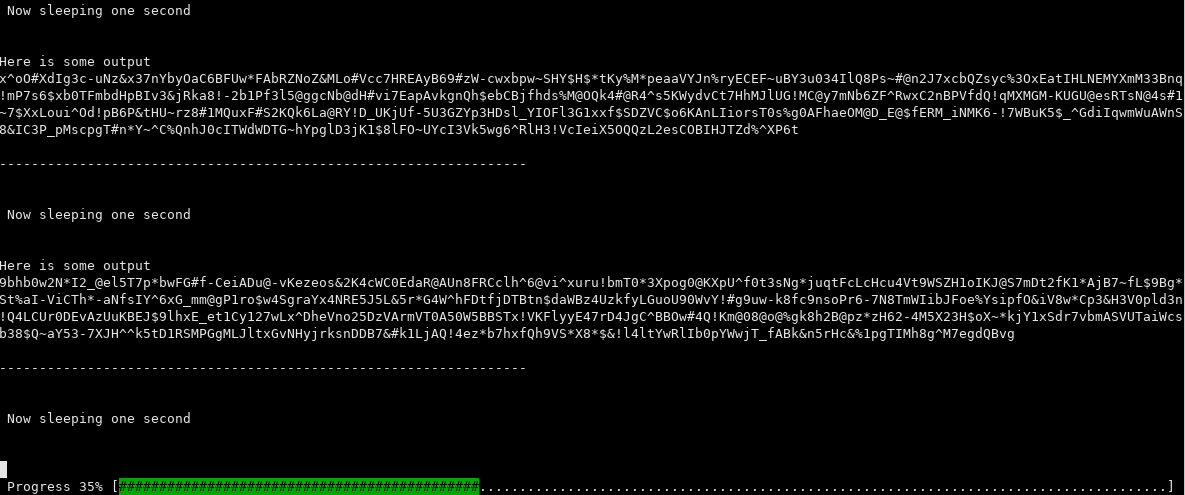 Now sleeping one second
Here is some output
x^oO#XdIg3c-uNz&x37nYbyOaC6BFUw*FAbRZNoZ&MLo#Vcc7HREAyB69#zW-cwxbpw~SHY$H$*tKy%M*peaaVYJn%ryECEF~uBY3u034IlQ8Ps~#@n2J7xcbQZsyc%3OxEatIHLNEMYXmM33Bnq
!mP7s6$xb0TFmbdHpBIv3&jRka8!-2b1Pf3l5@ggcNb@dH#vi7EapAvkgnQh$ebCBjfhds%M@OQk4#@R4^s5KWydvCt7HhMJlUG!MC@y7mNb6ZF^RwxC2nBPVfdQ!qMXMGM-KUGU@esRTsN@4s#1
~7$XxLoui^Od!pB6P&tHU~rz8#1MQuxF#S2KQk6La@RY!D_UKjUf-5U3GZYp3HDsl_YIOFl3G1xxf$SDZVC$o6KAnLIiorsT0s%g0AFhaeOM@D_E@$fERM_iNMK6-!7WBuK5$_^GdiIqwmWuAWnS
8&IC3P_pMscpgT#n*Y~^C%QnhJ0cITWdWDTG~hYpglD3jK1$8lFO~UYcI3Vk5wg6^RlH3!VcIeiX5OQQzL2esCOBIHJTZd%^XP6t
------------------------------------------------------------------
Now sleeping one second
Here is some output
9bhb0w2N*I2_@el5T7p*bwFG#f-CeiADu@-vKezeos&2K4cWC0EdaR@AUn8FRCclh^6@vi^xuru!bmT0*3Xpog0@KXpU^f0t3sNg*juqtFcLcHcu4Vt9WSZH1oIKJ@S7mDt2fK1*AjB7~fL$9Bg*
St%aI-ViCTh*-aNfsIY^6xG_mm@gP1ro$w4SgraYx4NRE5J5L&5r*G4W^hFDtfjDTBtn$daWBz4UzkfyLGuoU90WvY!#g9uw-k8fc9nsoPr6-7N8TmWIibJFoe%YsipfO&iV8w*Cp3&H3V0pld3n
!Q4LCUr0DEvAzUuKBEJ$9lhxE_et1Cy127wLx^DheVno25DzVArmVT0A50W5BBSTx!VKFlyyE47rD4JgC^BBOw#4Q!Km@08@o@%gk8h2B@pz*zH62-4M5X23H$oX~*kjY1xSdr7vbmASVUTaiWcs
b38$Q~aY53-7XJH^^k5tD1RSMPGgMLJltxGvNHyjrksnDDB7&#k1LjAQ!4ez*b7hxfQh9VS*X8*$&!l4ltYwRlIb0pYWwjT_fABk&n5rHc&%1pgTIMh8g^M7egdQBvg
------------------------------------------------------------------
Now sleeping one second
Progress 35% [#############################################......................................................................................]